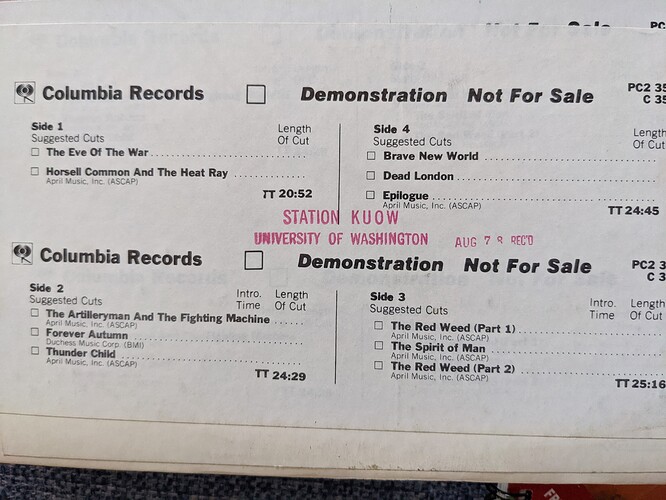 PC
Columbia Records Demonstration Not For Sale PC2 35
C 35
Side 1 Length
Suggested Cuts Of Cut
The Eve Of The War
Horsell Common And The Heat Ray
April Music, Inc. (ASCAP)
TT 20:52
Side 4 Length
Suggested Cuts Of Cut
Brave New World
Dead London
Epilogue
April Music, Inc. (ASCAP)
TT 24:45
STATION KUOW
UNIVERSITY OF WASHINGTON AUG 7 8 REC'D
Columbia Records Demonstration Not For Sale PC2 3
C 3
Side 2 Intro. Length
Suggested Cuts Time Of Cut
The Artilleryman And The Fighting Machine
April Music, Inc. (ASCAP)
Forever Autumn
Duchess Music Corp. (BMI)
Thunder Child
April Music, Inc. (ASCAP)
TT 24:29
Side 3 Intro. Length
Suggested Cuts Time Of Cut
The Red Weed (Part 1)
April Music, Inc. (ASCAP)
The Spirit of Man
April Music, Inc. (ASCAP)
The Red Weed (Part 2)
April Music, Inc. (ASCAP)
TT 25:16